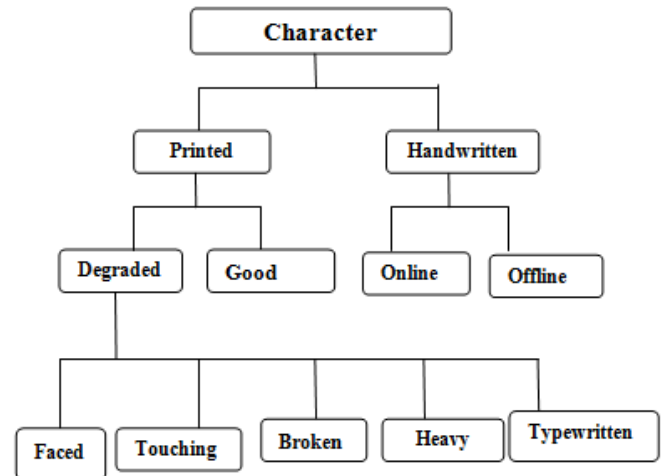 Character
Printed
Handwritten
Degraded
Good
Online
Offline
Faced
Touching
Broken
Heavy
Typewritten